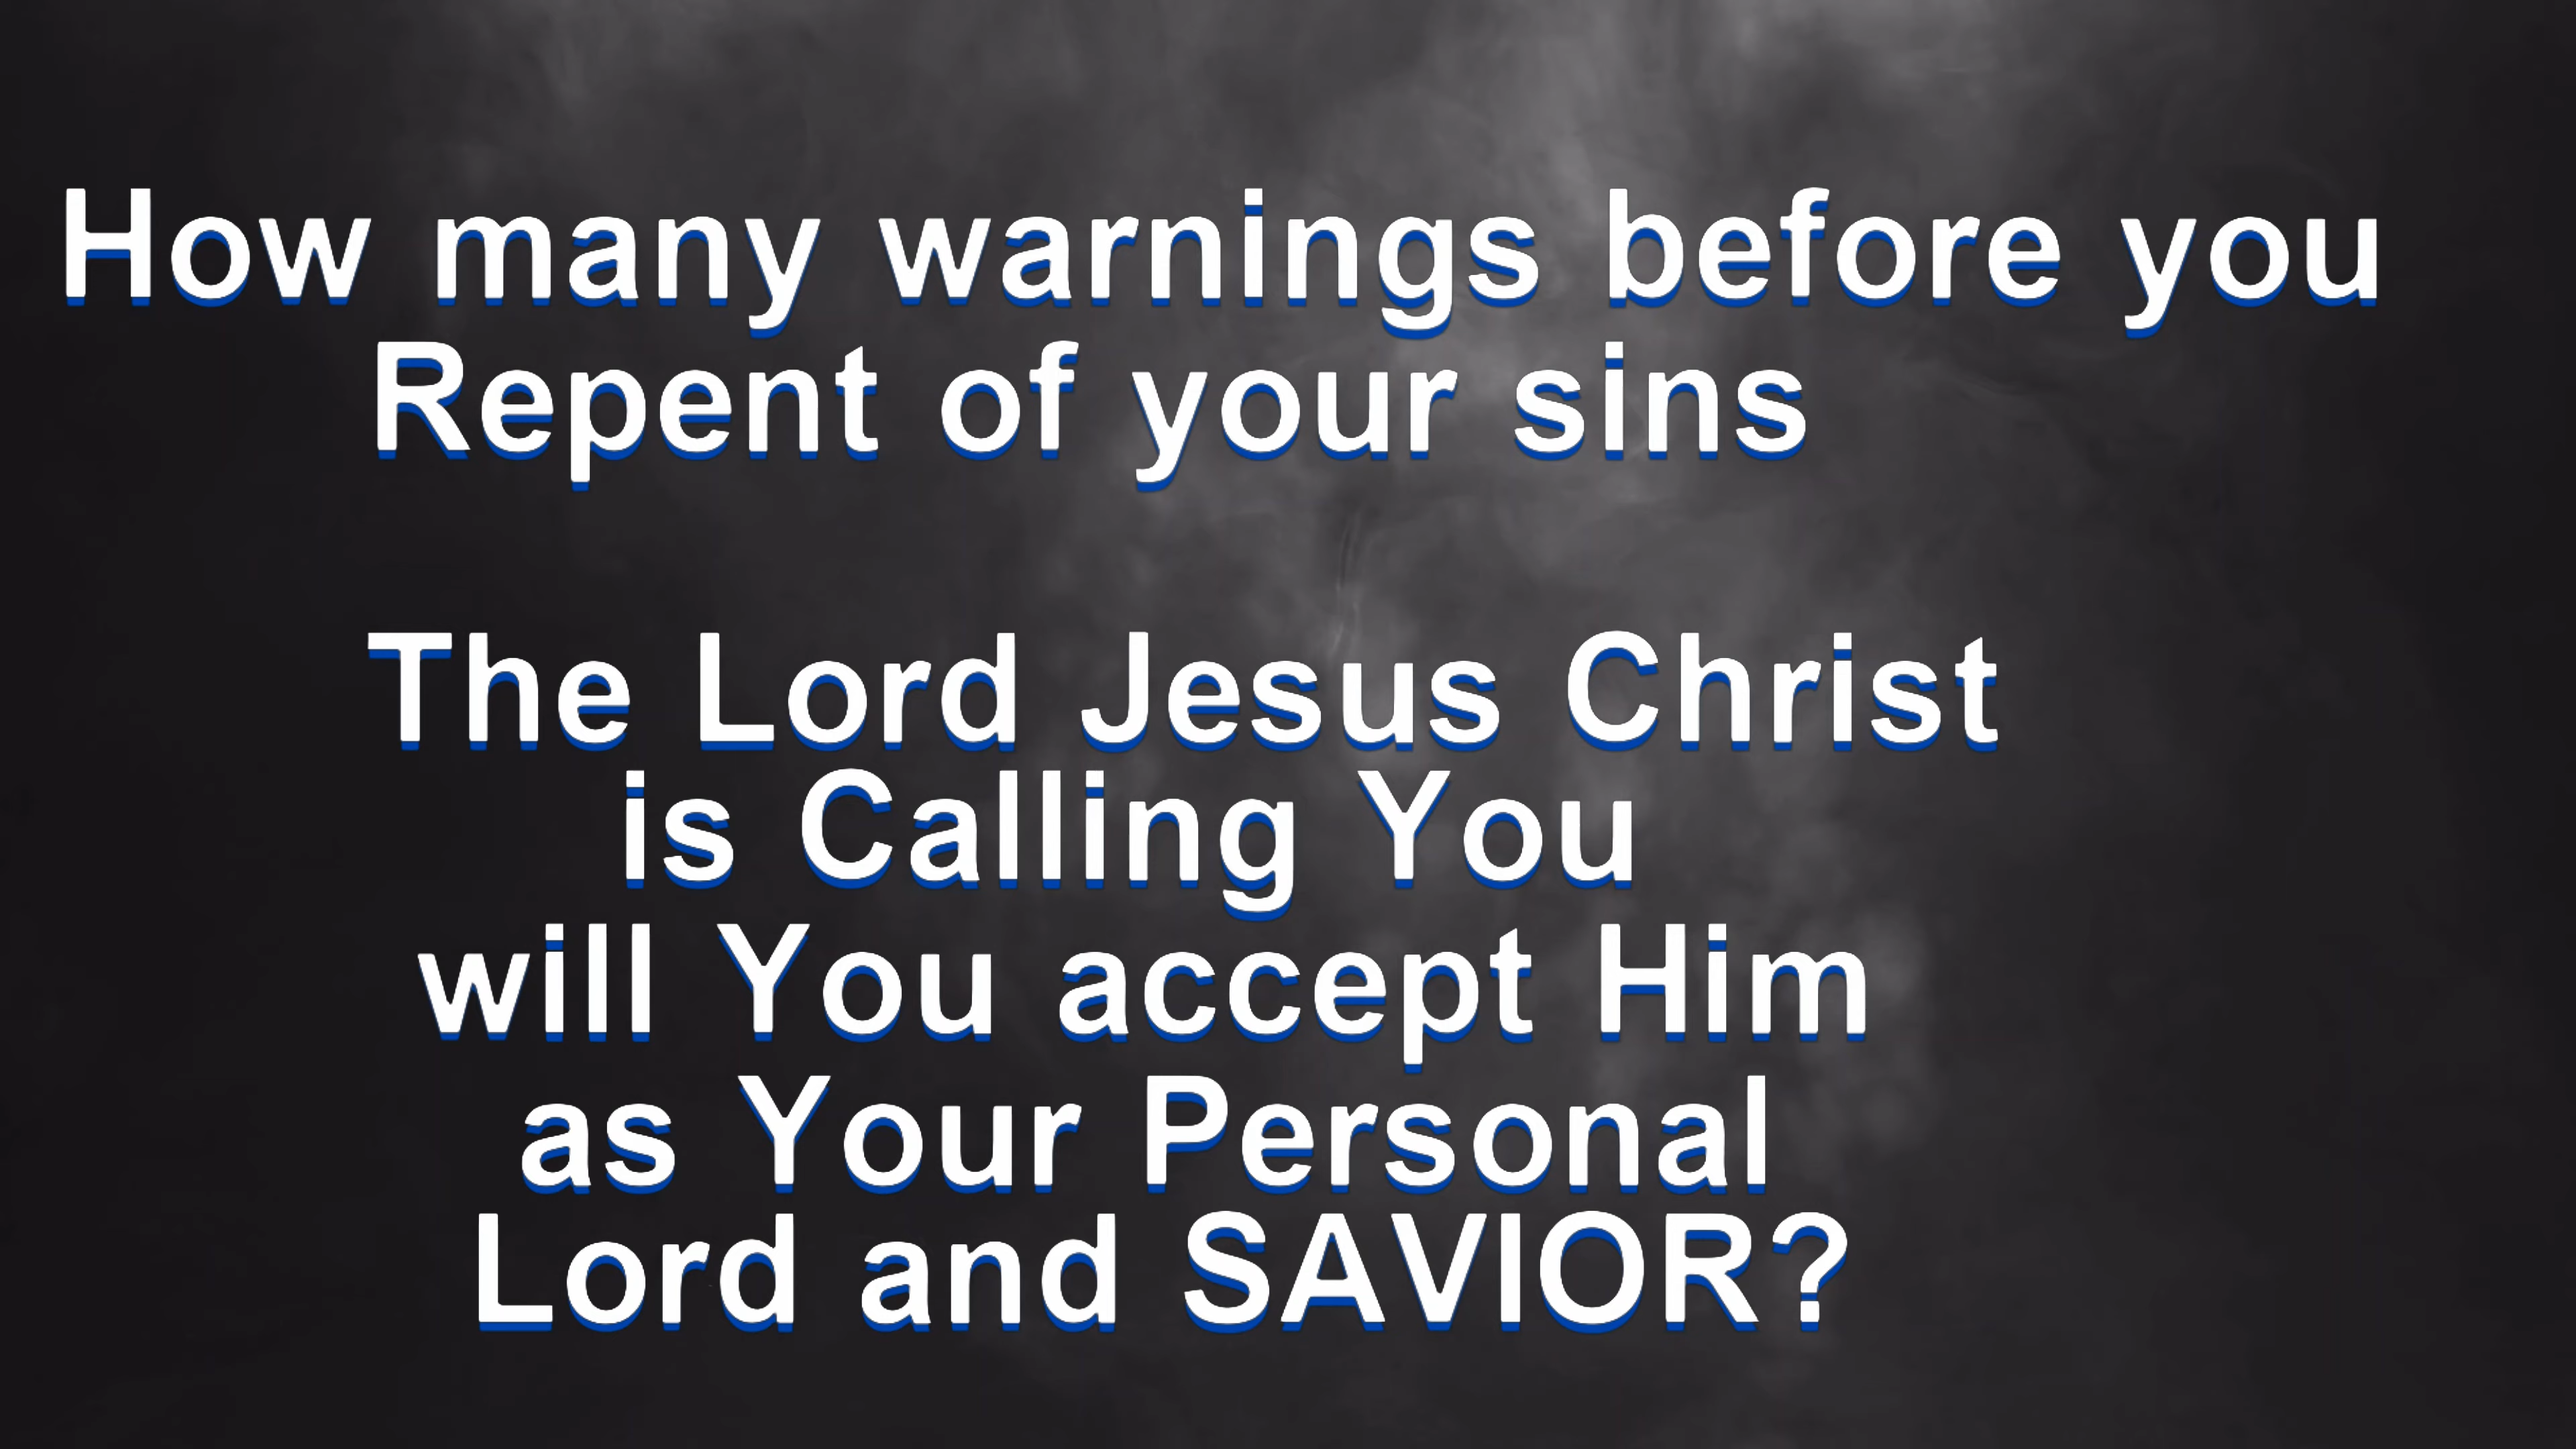 How many warnings before you
Repent of your sins
The Lord Jesus Christ
is Calling You
will You accept Him
as Your Personal
Lord and SAVIOR?